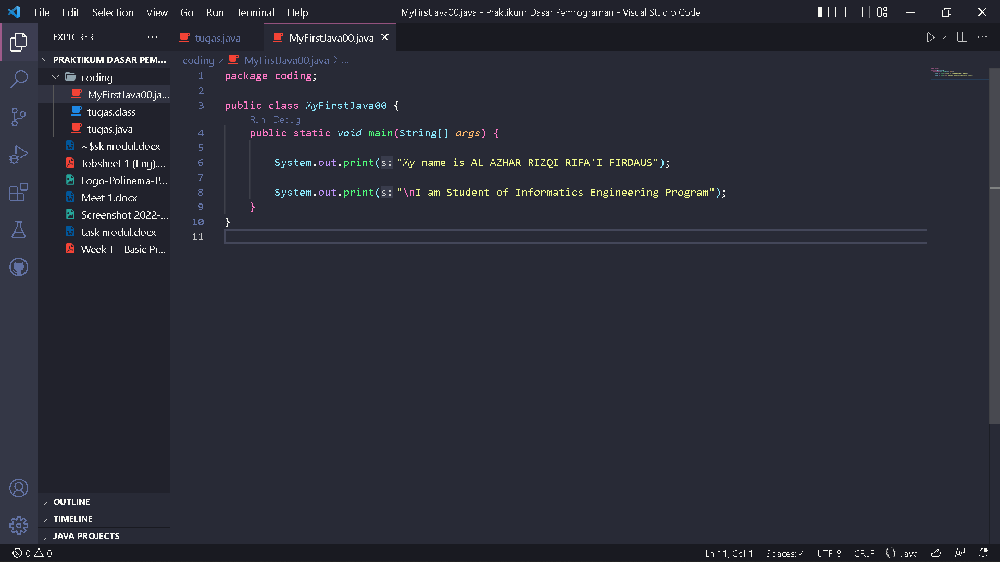 File Edit Selection View Go Run Terminal Help
MyFirstJava00.java - Praktikum Dasar Pemrograman - Visual Studio Code
EXPLORER
tugas.java
MyFirstJava00.java
PRAKTIKUM DASAR PEM...
coding
MyFirstJava00.ja...
tugas.class
tugas.java
~$sk modul.docx
Jobsheet 1 (Eng)....
Logo-Polinema-P...
Meet 1.docx
Screenshot 2022-...
task modul.docx
Week 1 - Basic Pr...
OUTLINE
TIMELINE
JAVA PROJECTS
coding > MyFirstJava00.java > ...
1 package coding;
2
3 public class MyFirstJava00 {
Run | Debug
4 public static void main(String[] args) {
5
6 System.out.print(s: "My name is AL AZHAR RIZQI RIFA'I FIRDAUS");
7
8 System.out.print(s: "\nI am Student of Informatics Engineering Program");
9 }
10 }
11
0 0
Ln 11, Col 1 Spaces: 4 UTF-8 CRLF {} Java